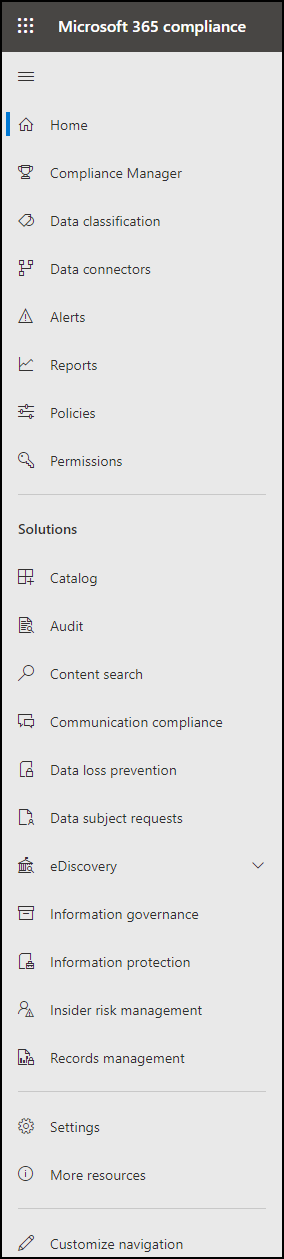 Microsoft 365 compliance
Home
Compliance Manager
Data classification
Data connectors
Alerts
Reports
Policies
Permissions
Solutions
Catalog
Audit
Content search
Communication compliance
Data loss prevention
Data subject requests
eDiscovery
Information governance
Information protection
Insider risk management
Records management
Settings
More resources
Customize navigation